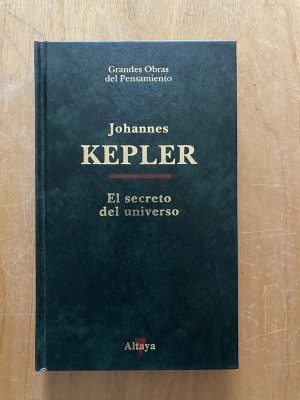 Grandes Obras
del Pensamiento
Johannes
KEPLER
El secreto
del universo
Altaya